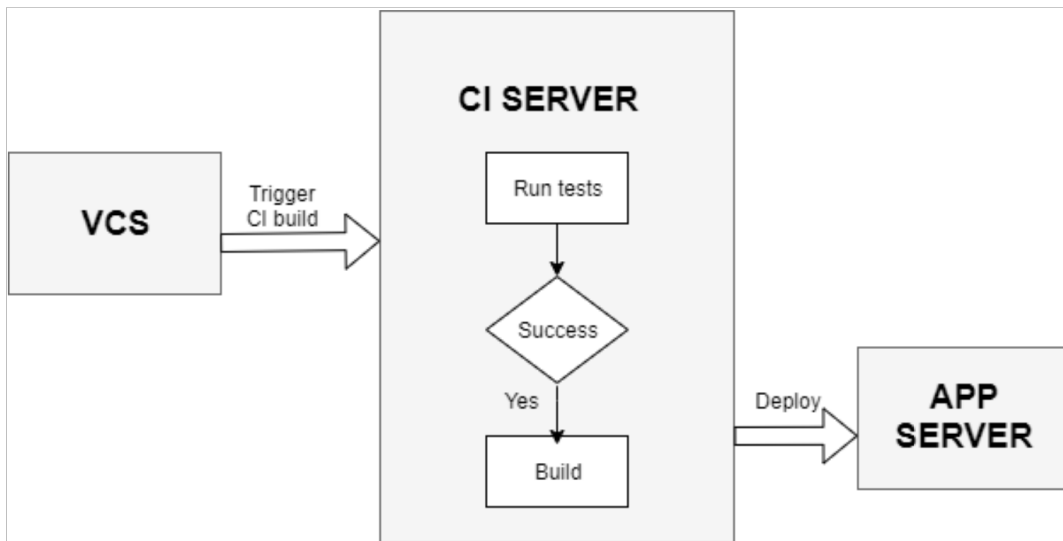 CI SERVER
Run tests
Trigger
CI build
VCS
Success
Yes
Deploy
APP
SERVER
Build